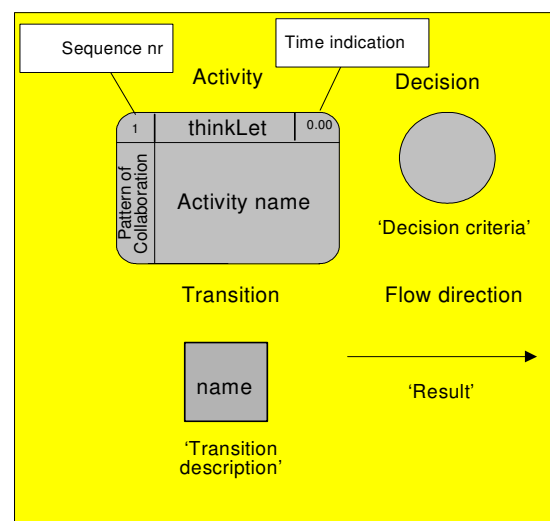 Sequence nr
Time indication
Activity
Decision
1
thinkLet
0.00
Pattern of
Collaboration
Activity name
‘Decision criteria’
Transition
Flow direction
name
‘Result’
‘Transition
description’